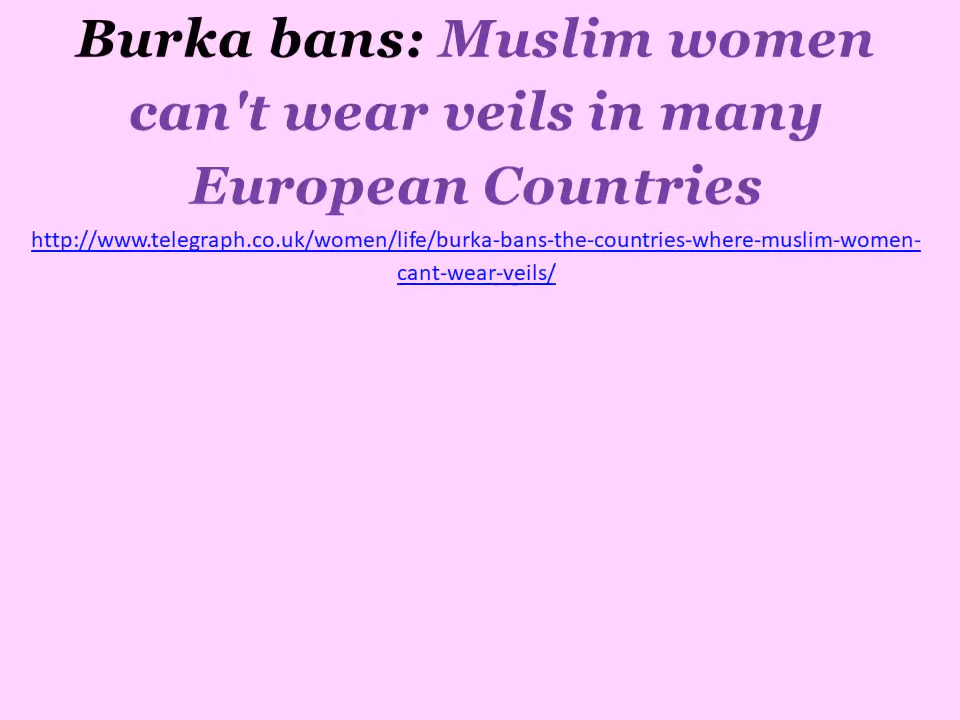 Burka bans: Muslim women
can't wear veils in many
European Countries
http://www.telegraph.co.uk/women/life/burka-bans-the-countries-where-muslim-women-
cant-wear-veils/